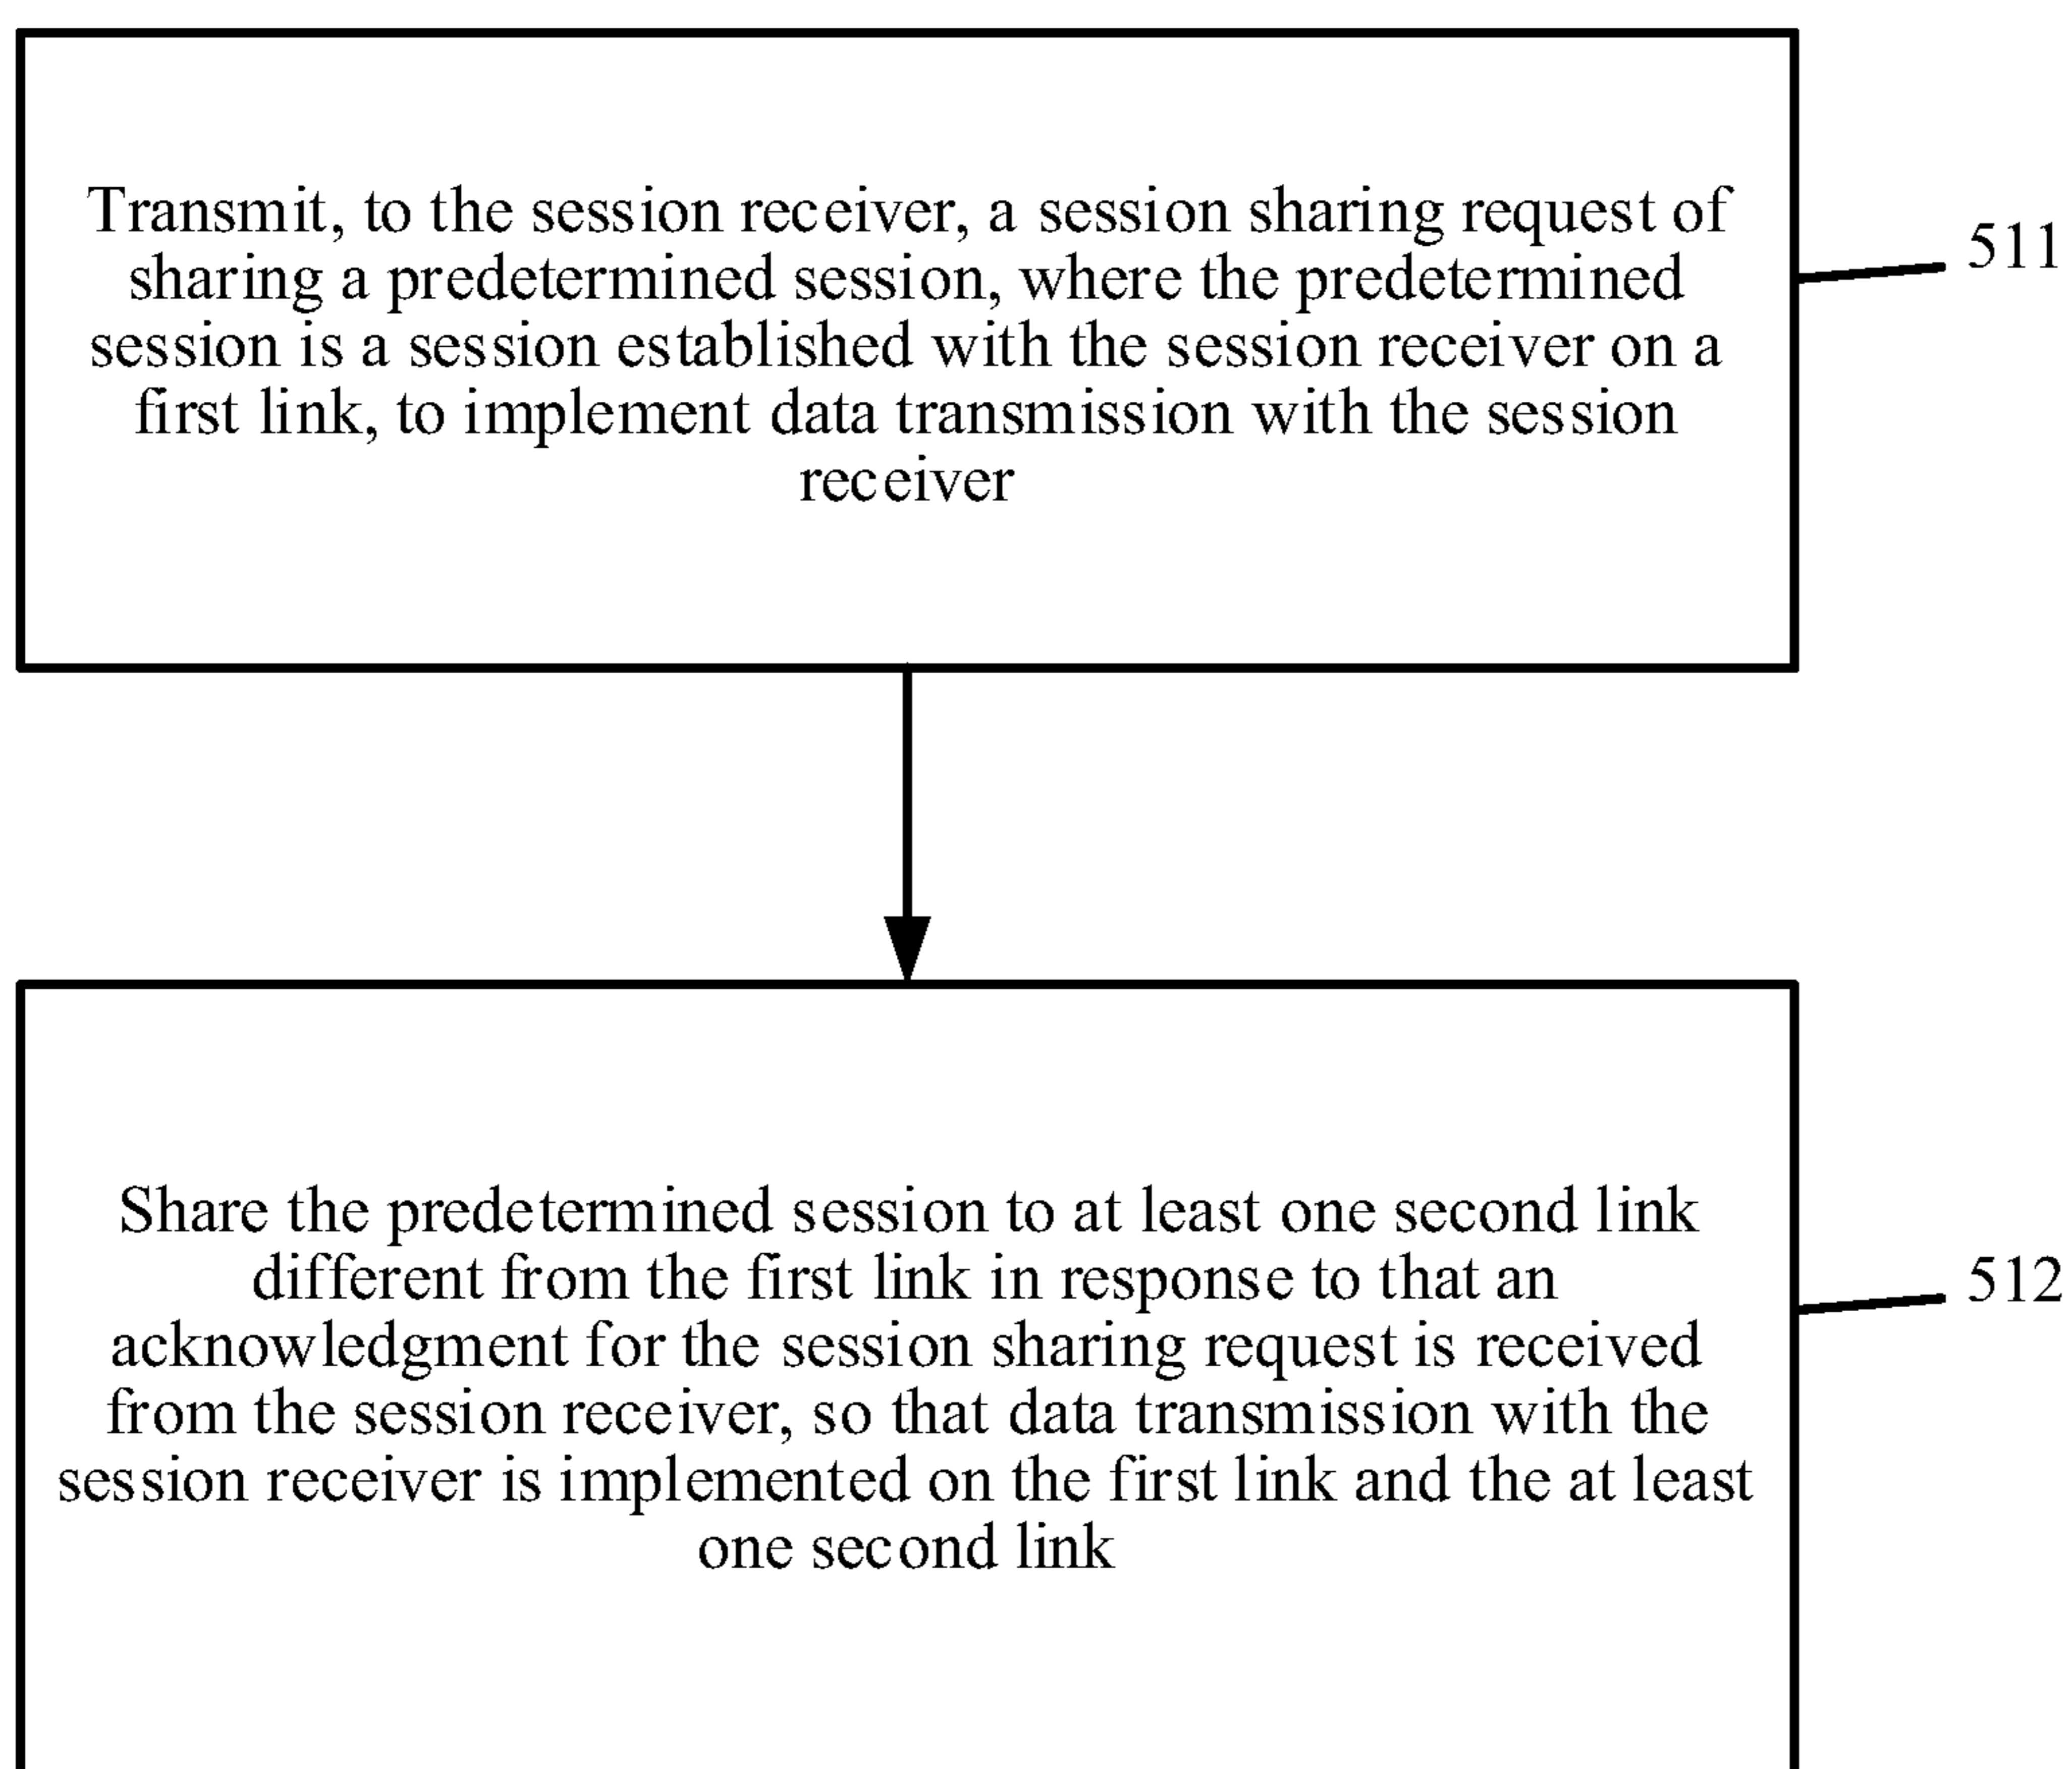 Transmit, to the session receiver, a session sharing request of
sharing a predetermined session, where the predetermined
session is a session established with the session receiver on a
first link, to implement data transmission with the session
receiver
511
Share the predetermined session to at least one second link
different from the first link in response to that an
acknowledgment for the session sharing request is received
from the session receiver, so that data transmission with the
session receiver is implemented on the first link and the at least
one second link
512